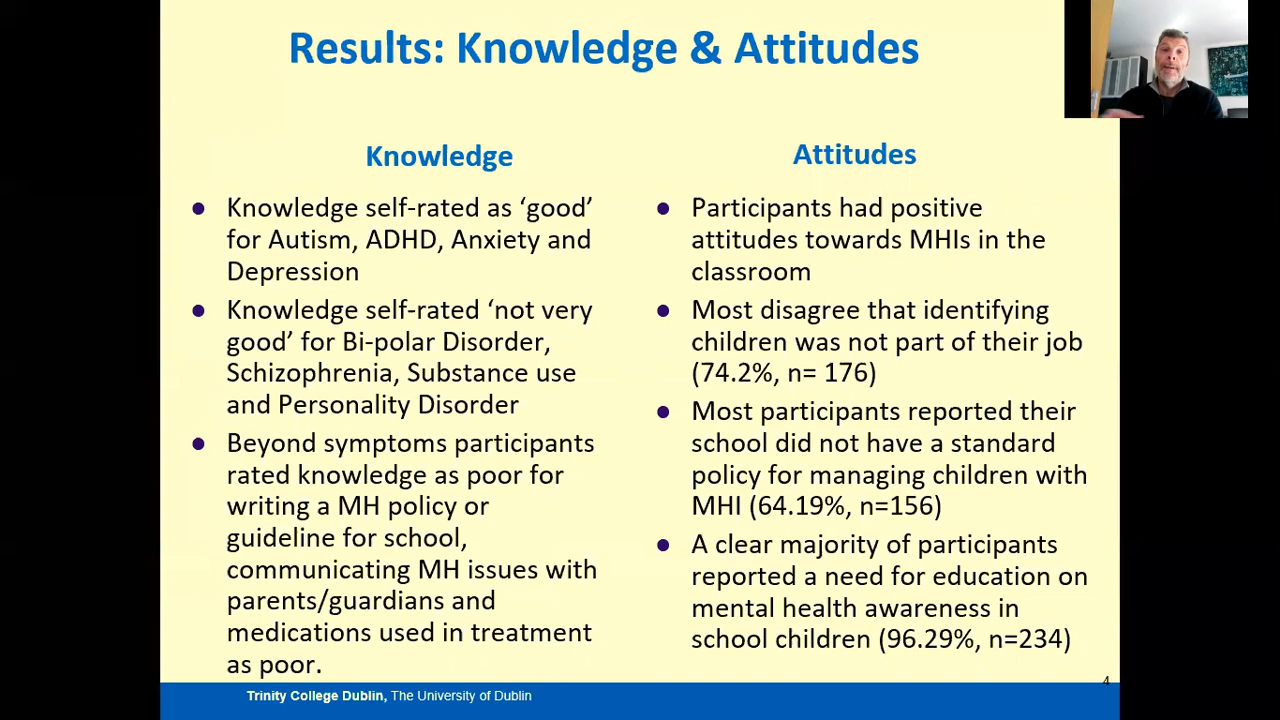 Results: Knowledge & Attitudes
Knowledge
● Knowledge self-rated as ‘good’
for Autism, ADHD, Anxiety and
Depression
● Knowledge self-rated ‘not very
good’ for Bi-polar Disorder,
Schizophrenia, Substance use
and Personality Disorder
● Beyond symptoms participants
rated knowledge as poor for
writing a MH policy or
guideline for school,
communicating MH issues with
parents/guardians and
medications used in treatment
as poor.
Attitudes
● Participants had positive
attitudes towards MHIs in the
classroom
● Most disagree that identifying
children was not part of their job
(74.2%, n= 176)
● Most participants reported their
school did not have a standard
policy for managing children with
MHI (64.19%, n=156)
● A clear majority of participants
reported a need for education on
mental health awareness in
school children (96.29%, n=234)
4
Trinity College Dublin, The University of Dublin